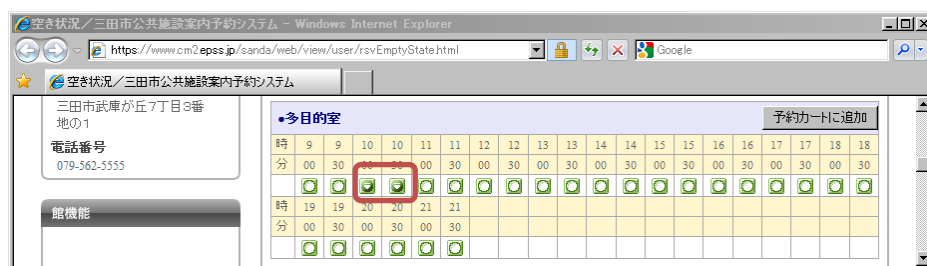 空き状況／三田市公共施設案内予約システム - Windows Internet Explorer
https://www.cm2.epss.jp/sanda/web/view/user/rsvEmptyState.html
Google
空き状況／三田市公共施設案内予約システム
三田市武庫が丘7丁目3番
地の1
電話番号
079-562-5555
館機能
•多目的室
予約カートに追加
時 9 9 10 10 11 11 12 12 13 13 14 14 15 15 16 16 17 17 18 18
分 00 30 00 30 00 30 00 30 00 30 00 30 00 30 00 30 00 30 00 30
時 19 19 20 20 21 21
分 00 30 00 30 00 30